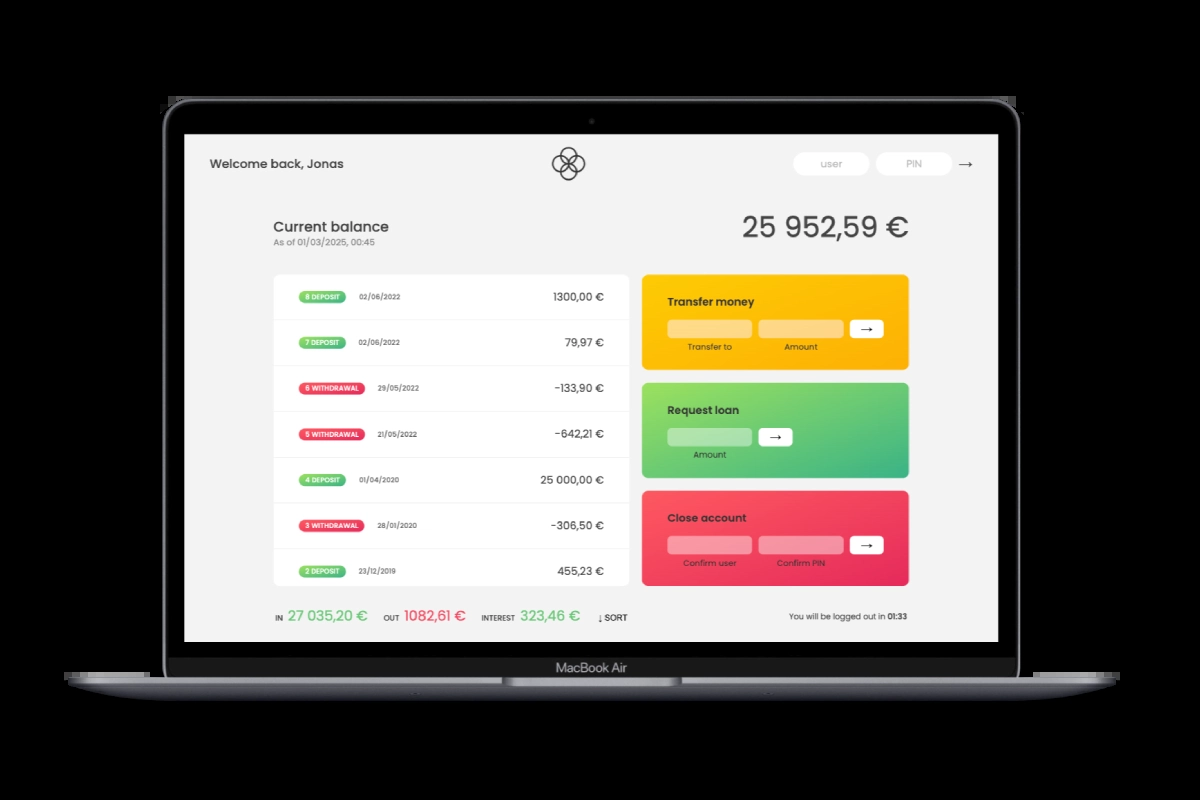 Welcome back, Jonas
user PIN →
Current balance
As of 01/03/2025, 00:45
25 952,59 €
8 DEPOSIT 02/06/2022 1300,00 €
7 DEPOSIT 02/06/2022 79,97 €
6 WITHDRAWAL 29/05/2022 -133,90 €
5 WITHDRAWAL 21/05/2022 -642,21 €
4 DEPOSIT 01/04/2020 25 000,00 €
3 WITHDRAWAL 28/01/2020 -306,50 €
2 DEPOSIT 23/12/2019 455,23 €
Transfer money
→
Transfer to Amount
Request loan
→
Amount
Close account
→
Confirm user Confirm PIN
IN 27 035,20 € OUT 1082,61 € INTEREST 323,46 € ↓ SORT
You will be logged out in 01:33
MacBook Air